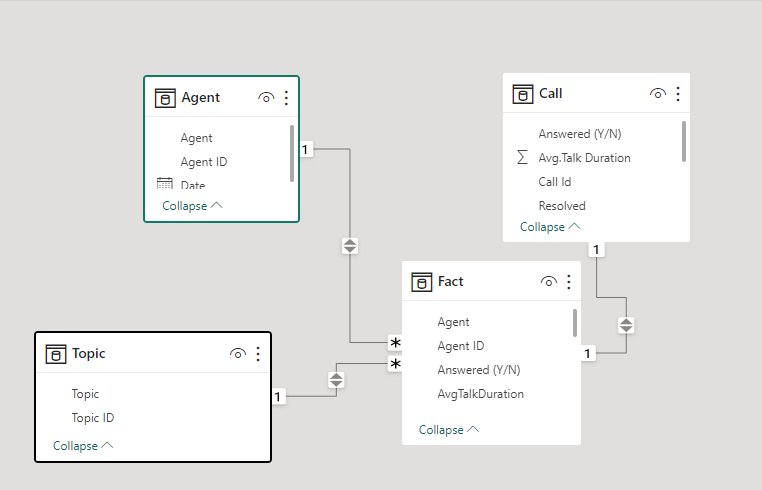 Agent
Agent
Agent ID
Date
Collapse
Call
Answered (Y/N)
Σ Avg.Talk Duration
Call Id
Resolved
Collapse
1
1
Fact
Agent
Agent ID
Answered (Y/N)
AvgTalkDuration
Collapse
*
*
1
Topic
Topic
Topic ID
Collapse
1